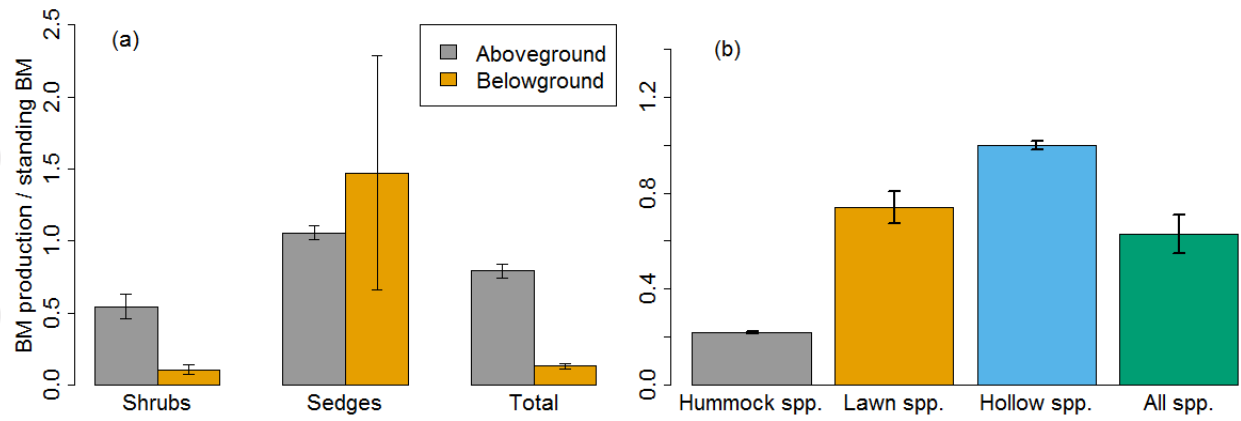 (a)
Aboveground
Belowground
BM production / standing BM
0.0 0.5 1.0 1.5 2.0 2.5
Shrubs Sedges Total
(b)
0.0 0.4 0.8 1.2
Hummock spp. Lawn spp. Hollow spp. All spp.